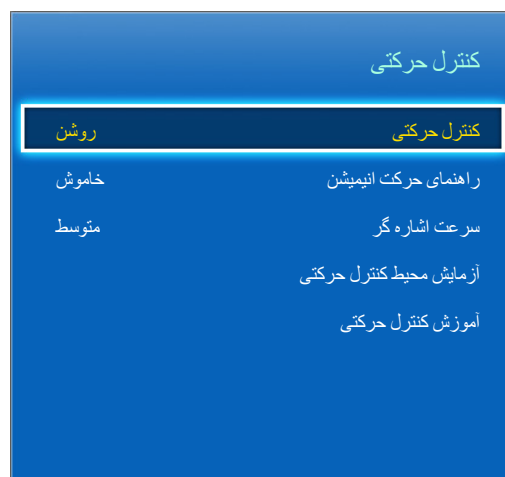 کنترل حرکتی
کنترل حرکتی روشن
راهنمای حرکت انیمیشن خاموش
سرعت اشاره گر متوسط
آزمایش محیط کنترل حرکتی
آموزش کنترل حرکتی